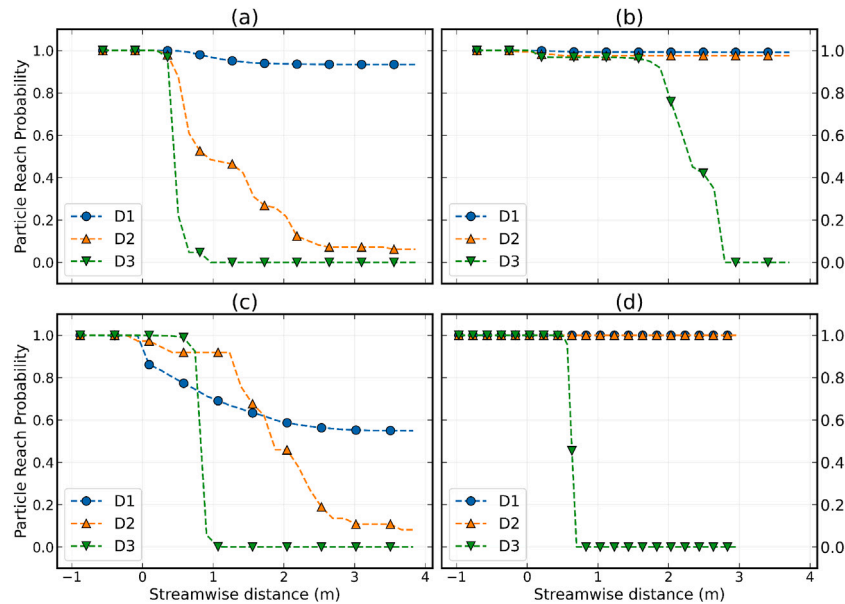 (a)
(b)
Particle Reach Probability
1.0
0.8
0.6
0.4
0.2
0.0
D1
D2
D3
D1
D2
D3
1.0
0.8
0.6
0.4
0.2
0.0
(c)
(d)
Particle Reach Probability
1.0
0.8
0.6
0.4
0.2
0.0
D1
D2
D3
D1
D2
D3
1.0
0.8
0.6
0.4
0.2
0.0
−1 0 1 2 3 4
−1 0 1 2 3 4
Streamwise distance (m)
Streamwise distance (m)